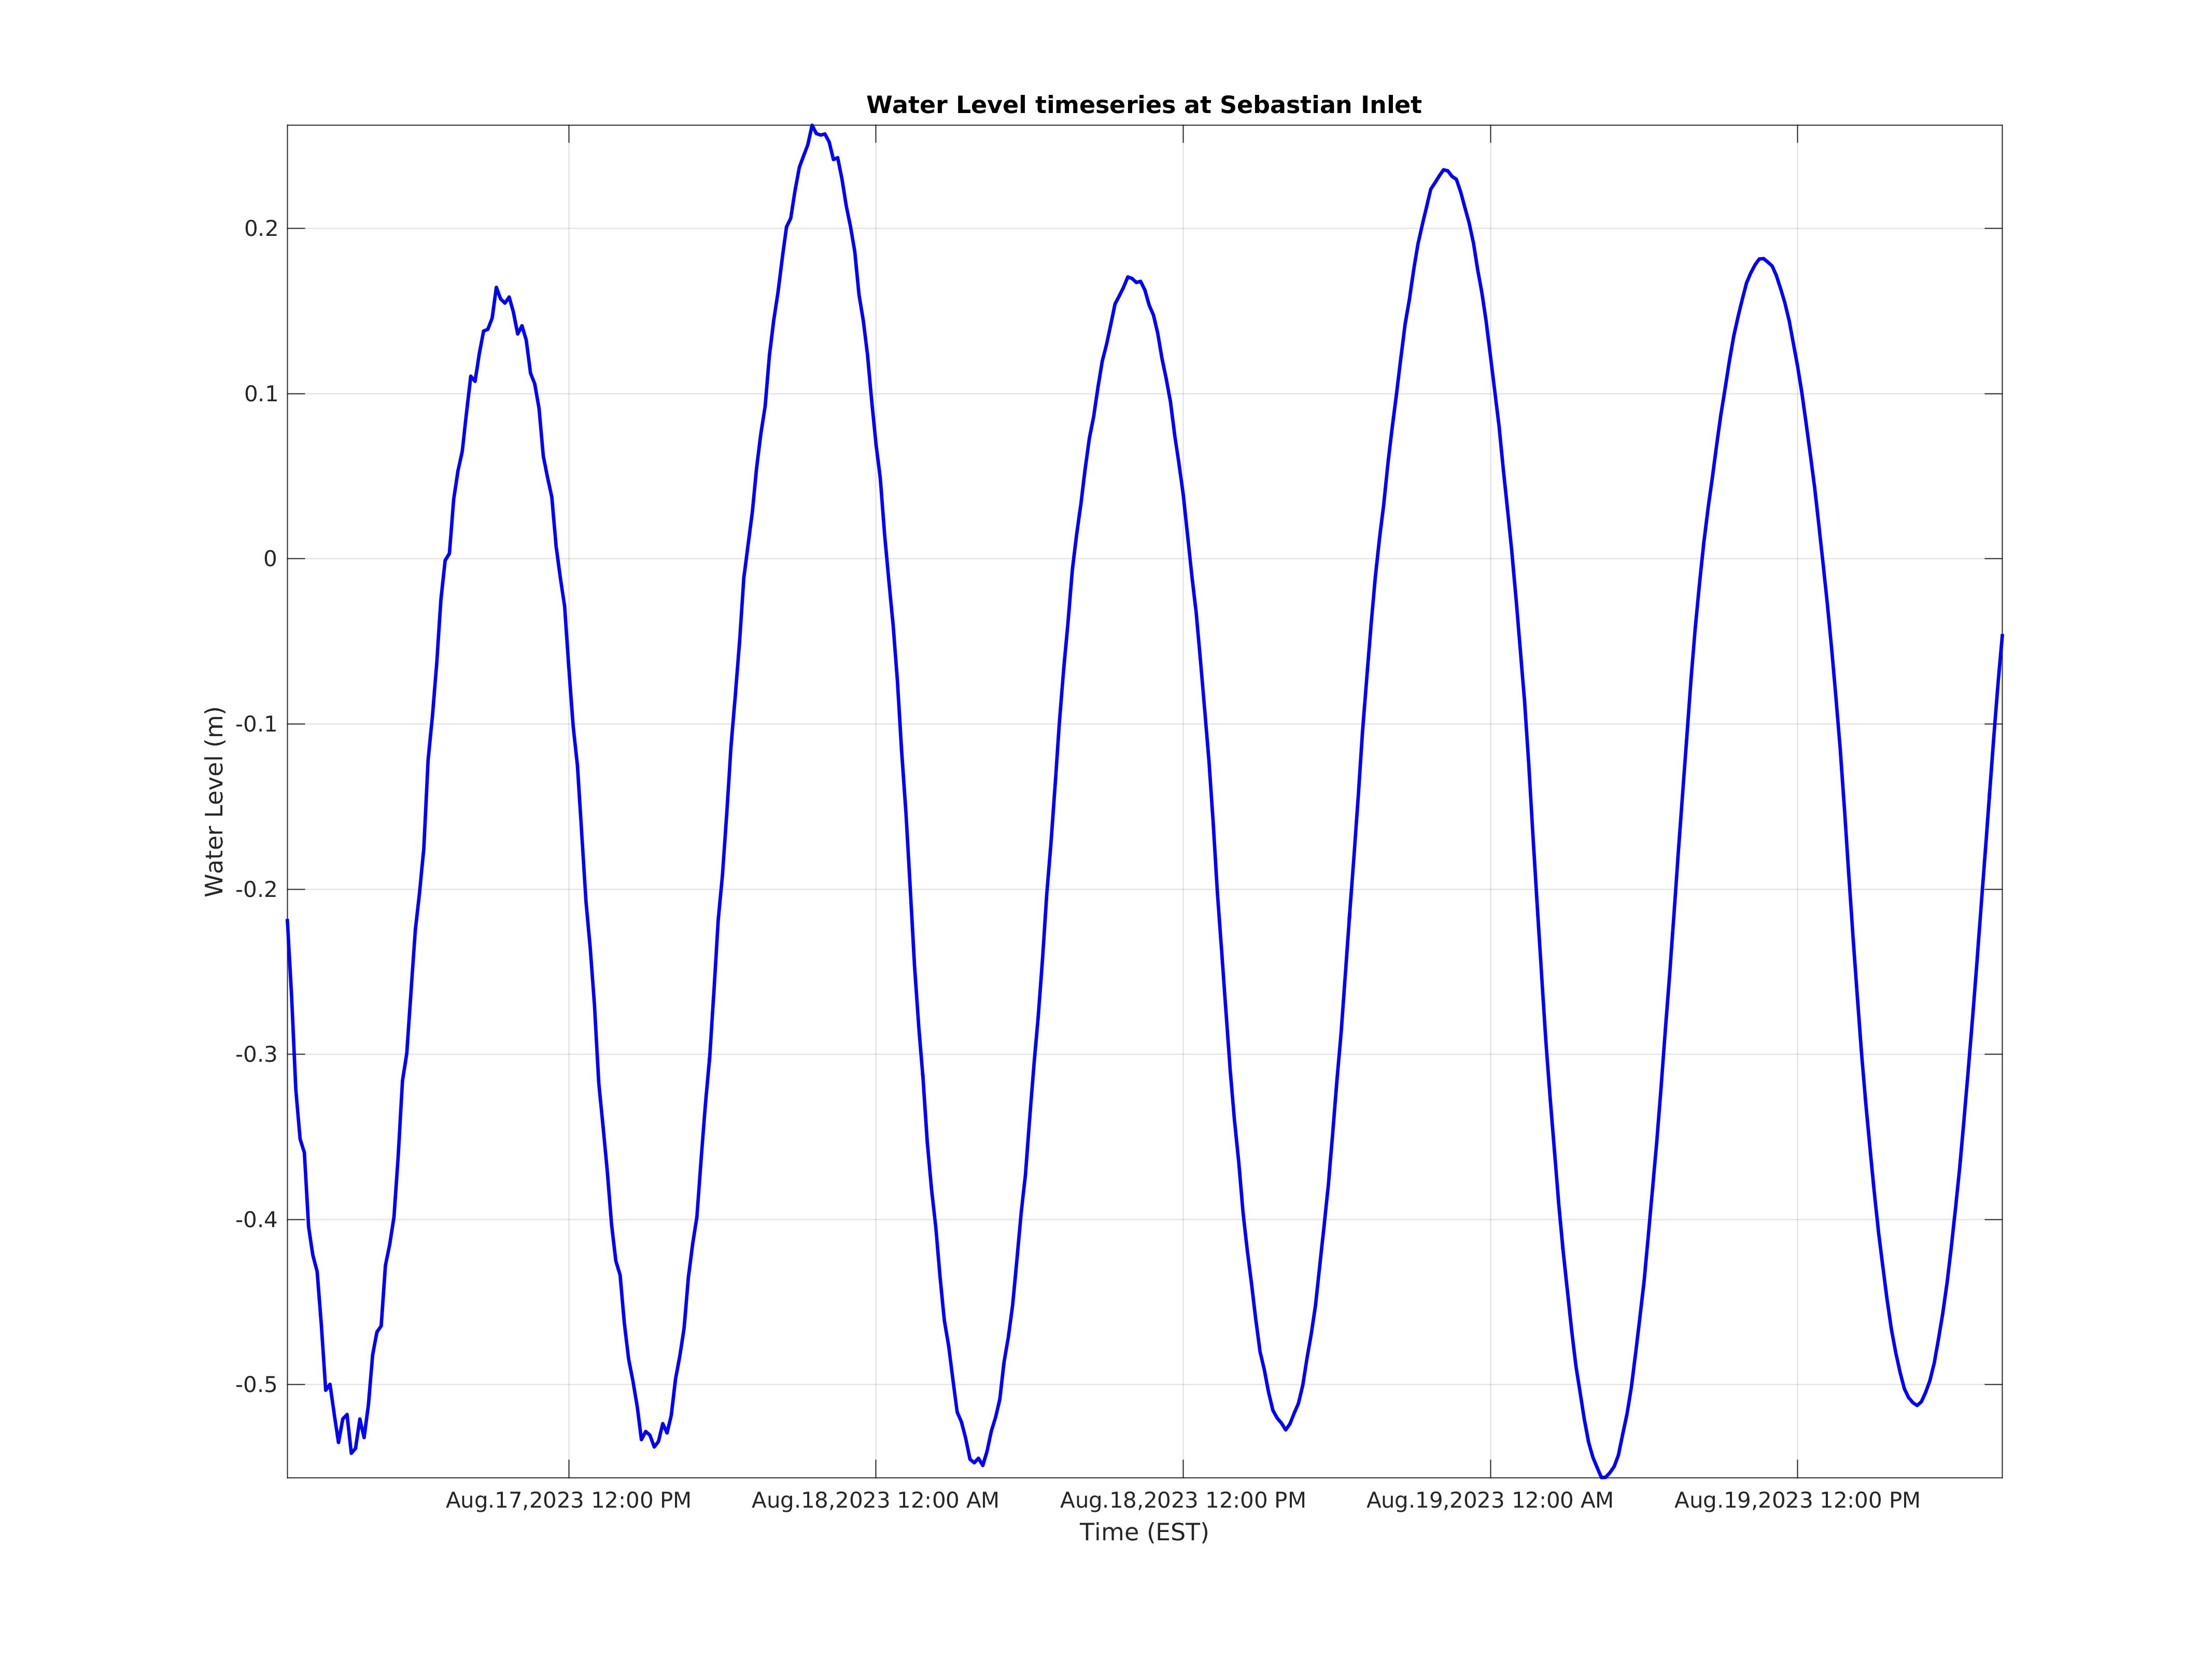 Water Level timeseries at Sebastian Inlet
0.2
0.1
0
-0.1
-0.2
-0.3
-0.4
-0.5
Water Level (m)
Aug.17,2023 12:00 PM
Aug.18,2023 12:00 AM
Aug.18,2023 12:00 PM
Aug.19,2023 12:00 AM
Aug.19,2023 12:00 PM
Time (EST)